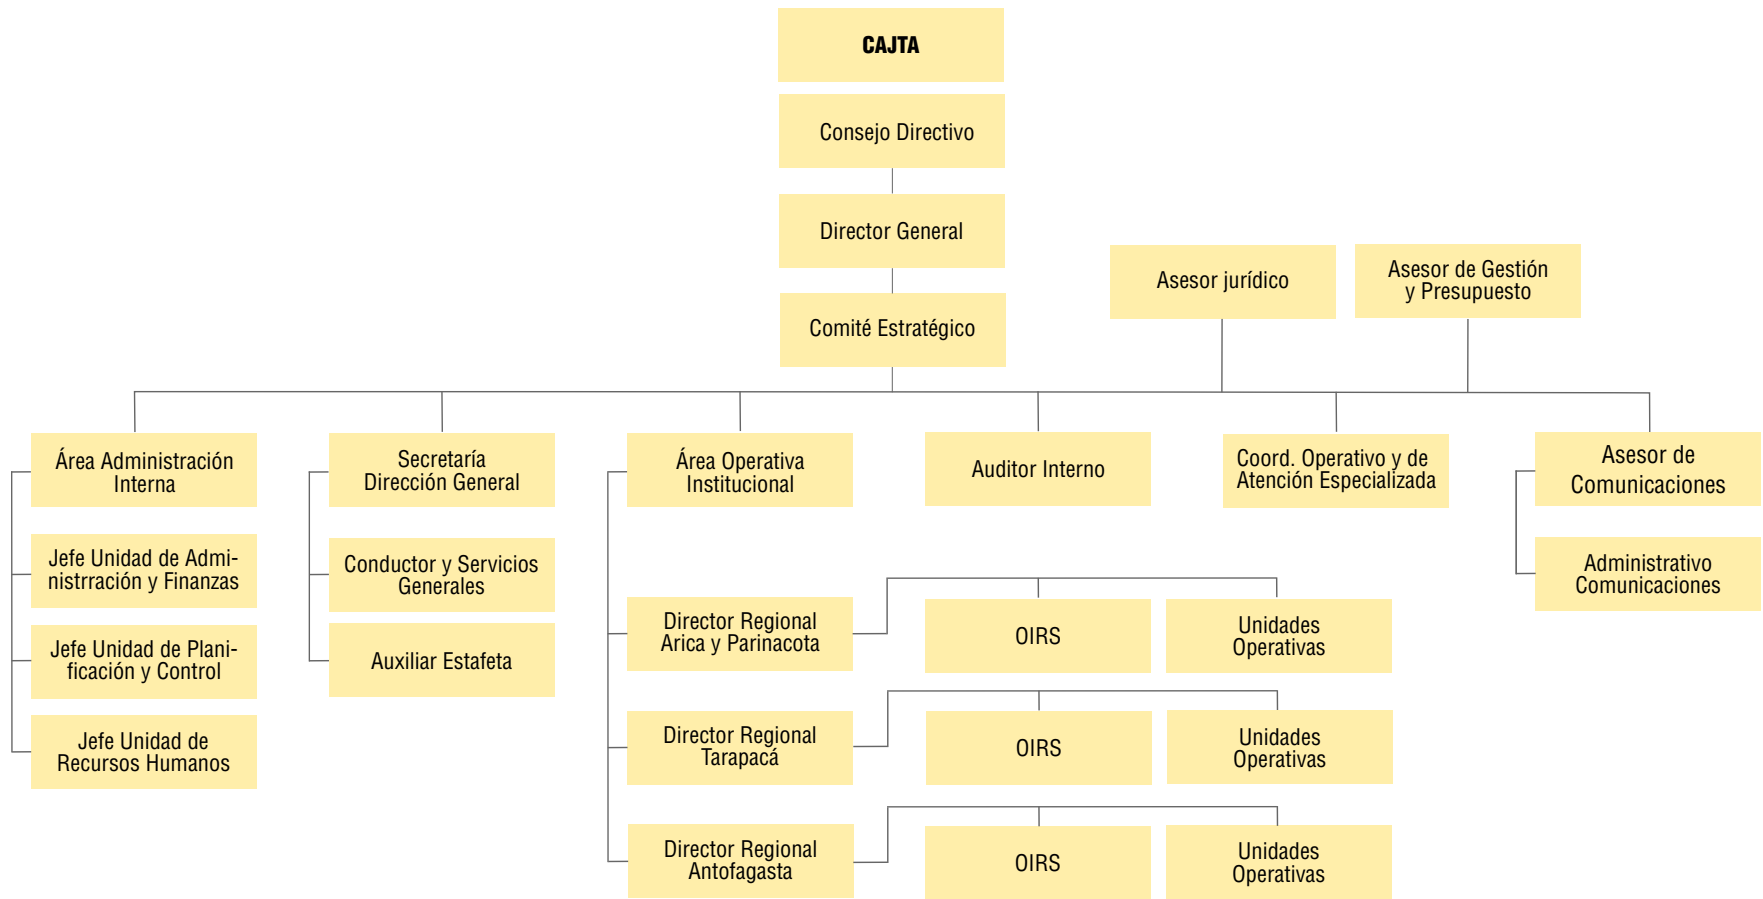 CAJTA
Consejo Directivo
Director General
Comité Estratégico
Asesor jurídico
Asesor de Gestión
y Presupuesto
Área Administración
Interna
Jefe Unidad de Admi-
nistrración y Finanzas
Jefe Unidad de Plani-
ficación y Control
Jefe Unidad de
Recursos Humanos
Secretaría
Dirección General
Conductor y Servicios
Generales
Auxiliar Estafeta
Área Operativa
Institucional
Director Regional
Arica y Parinacota
OIRS
Unidades
Operativas
Director Regional
Tarapacá
OIRS
Unidades
Operativas
Director Regional
Antofagasta
OIRS
Unidades
Operativas
Auditor Interno
Coord. Operativo y de
Atención Especializada
Asesor de
Comunicaciones
Administrativo
Comunicaciones